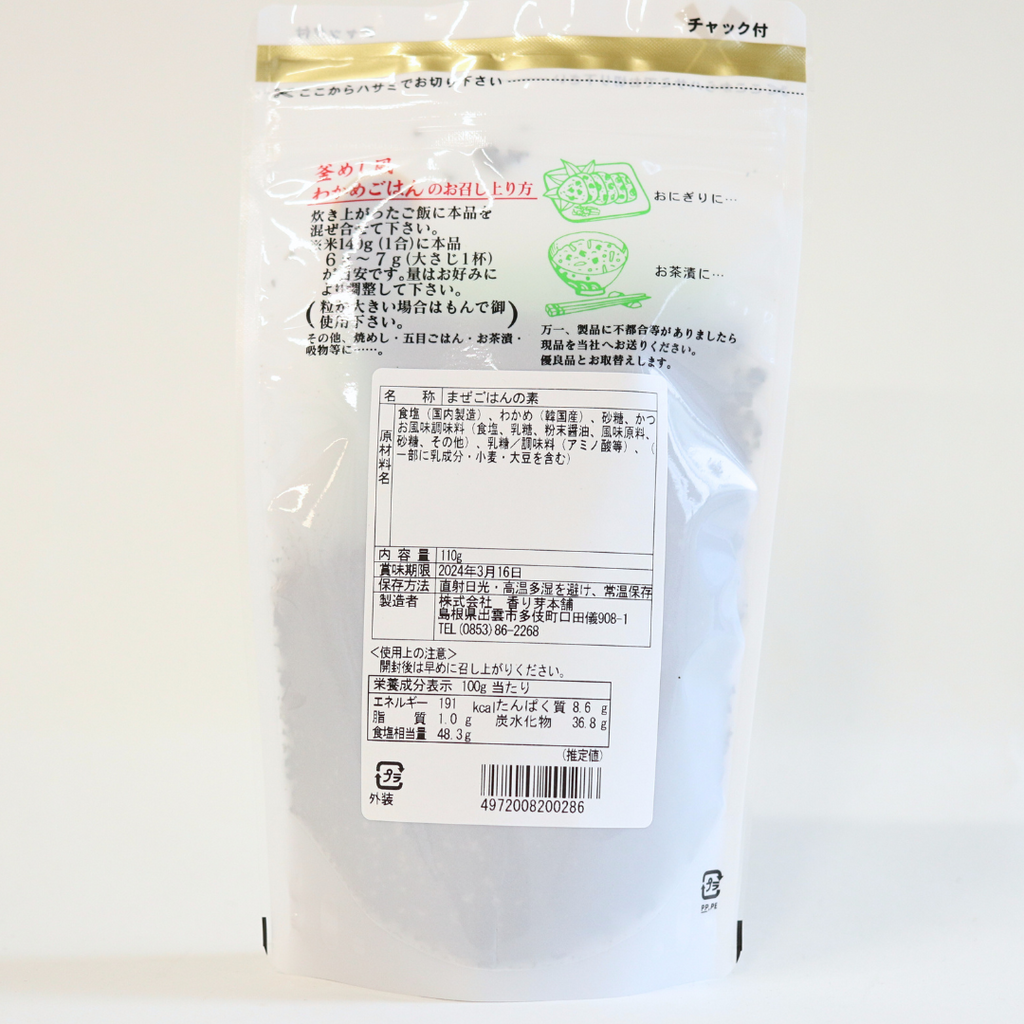 チャック付
ここからハサミでお切り下さい
釜めし風
わかめごはんのお召し上り方
炊き上がったご飯に本品を
混ぜ合せて下さい。
※米140g(1合)に本品
6g～7g(大さじ1杯)
が目安です。量はお好みに
より調整して下さい。
(粒が大きい場合はもんで御
使用下さい。)
その他、焼めし・五目ごはん・お茶漬・
吸物等に……。
おにぎりに…
お茶漬に…
万一、製品に不都合等がありましたら
現品を当社へお送りください。
優良品とお取替えします。
名 称 まぜごはんの素
原材料名 食塩（国内製造）、わかめ（韓国産）、砂糖、かつ
お風味調味料（食塩、乳糖、粉末醤油、風味原料、
砂糖、その他）、乳糖／調味料（アミノ酸等）、（
一部に乳成分・小麦・大豆を含む）
内容量 110g
賞味期限 2024年3月16日
保存方法 直射日光・高温多湿を避け、常温保存
製造者 株式会社 香り芽本舗
島根県出雲市多伎町口田儀908-1
TEL(0853)86-2268
＜使用上の注意＞
開封後は早めに召し上がりください。
栄養成分表示 100g当たり
エネルギー 191 kcal たんぱく質 8.6 g
脂 質 1.0 g 炭水化物 36.8g
食塩相当量 48.3g
(推定値)
プラ
外装
4972008200286
プラ
PP,PE